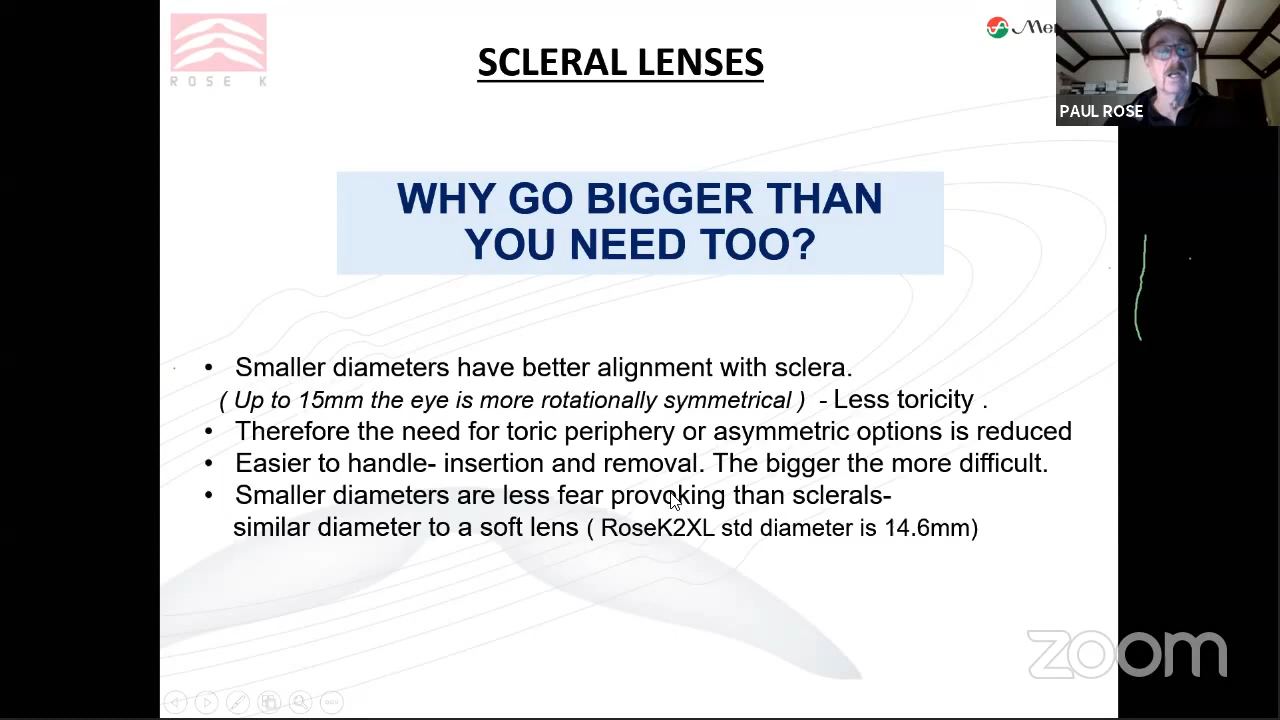 ROSE K
SCLERAL LENSES
PAUL ROSE
WHY GO BIGGER THAN
YOU NEED TOO?
• Smaller diameters have better alignment with sclera.
( Up to 15mm the eye is more rotationally symmetrical ) - Less toricity .
• Therefore the need for toric periphery or asymmetric options is reduced
• Easier to handle- insertion and removal. The bigger the more difficult.
• Smaller diameters are less fear provoking than sclerals-
similar diameter to a soft lens ( RoseK2XL std diameter is 14.6mm)
zoom